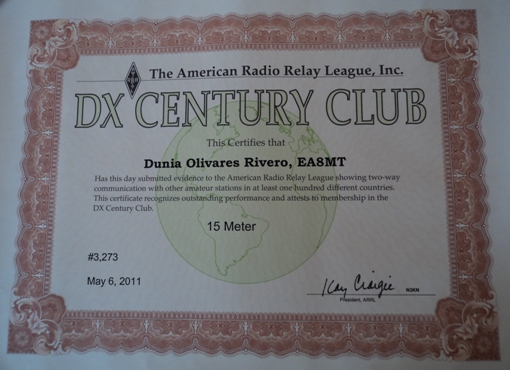 The American Radio Relay League, Inc.
DX CENTURY CLUB
This Certifies that
Dunia Olivares Rivero, EA8MT
Has this day submitted evidence to the American Radio Relay League showing two-way
communication with other amateur stations in at least one hundred different countries.
This certificate recognizes outstanding performance and attests to membership in the
DX Century Club.
15 Meter
#3,273
May 6, 2011
Kay Craigie N3KN
President, ARRL